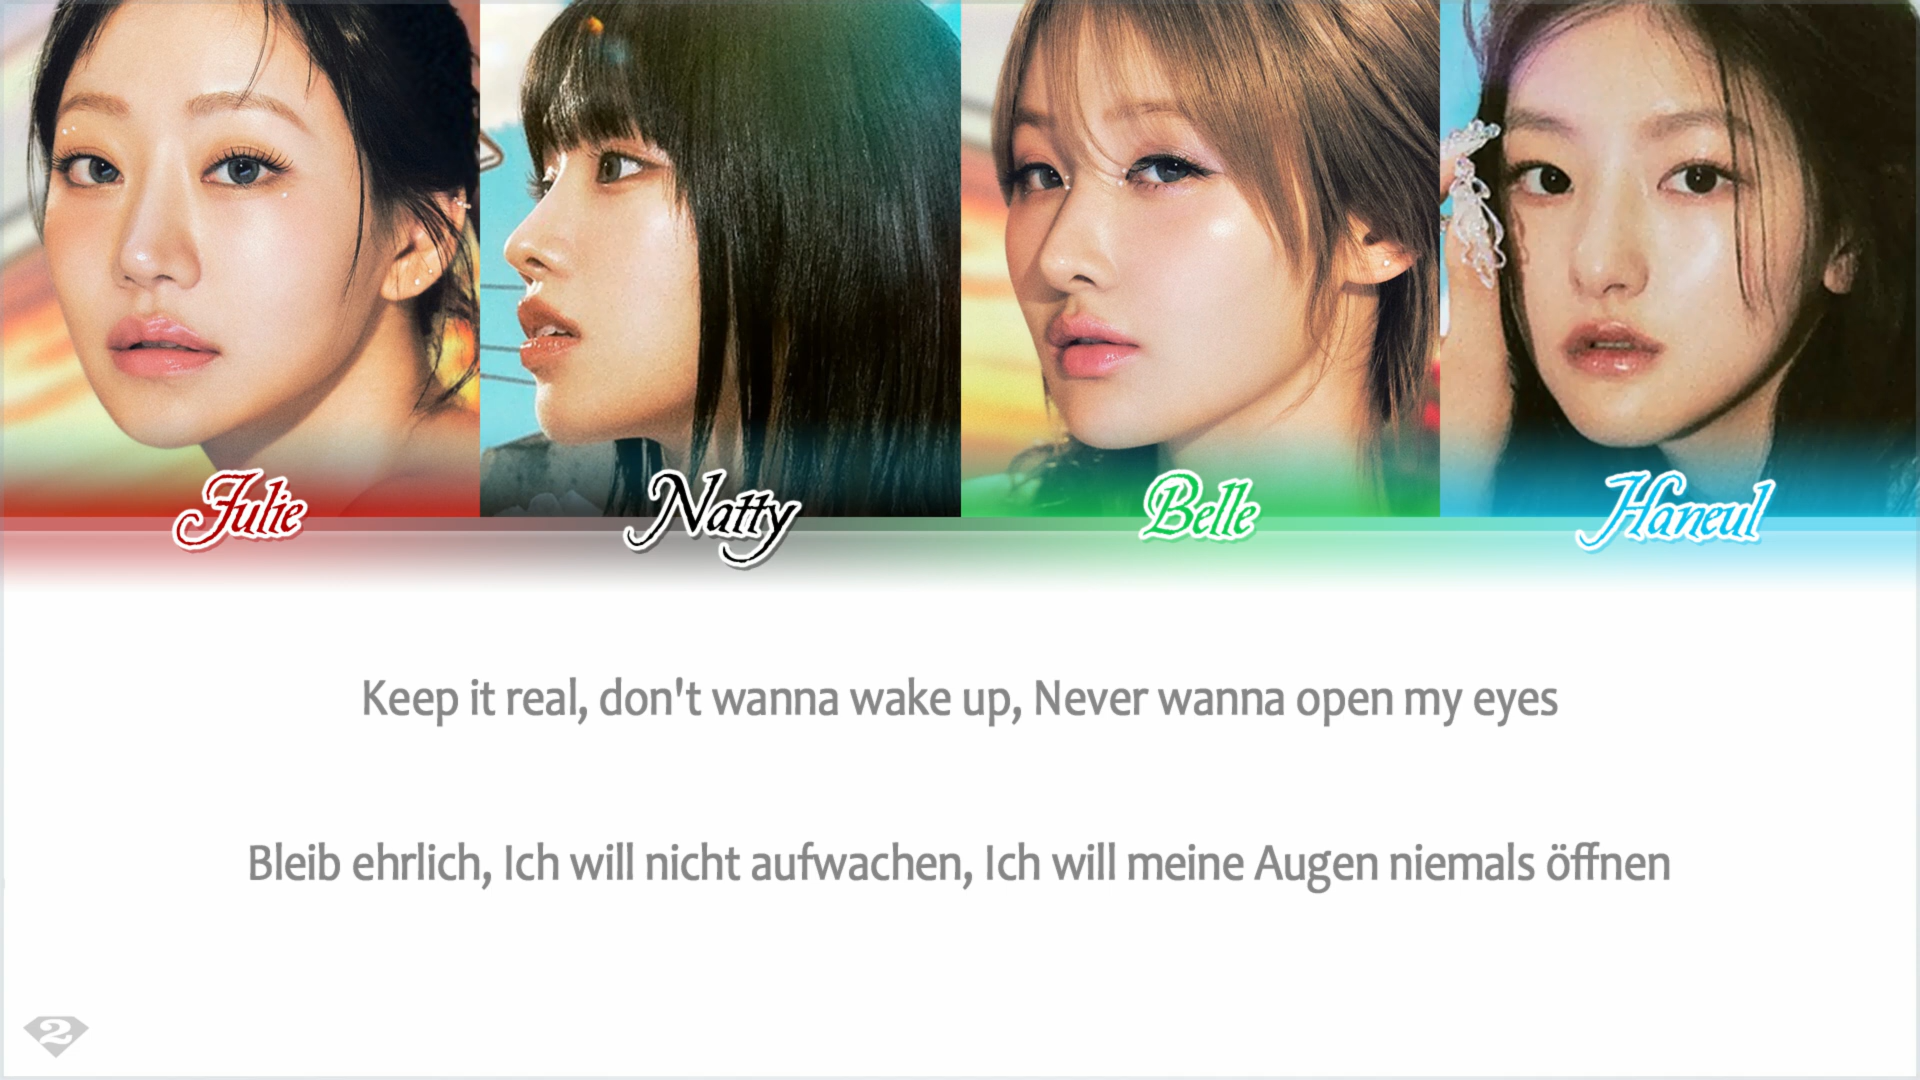 Julie
Natty
Belle
Haneul
Keep it real, don't wanna wake up, Never wanna open my eyes
Bleib ehrlich, Ich will nicht aufwachen, Ich will meine Augen niemals öffnen
2